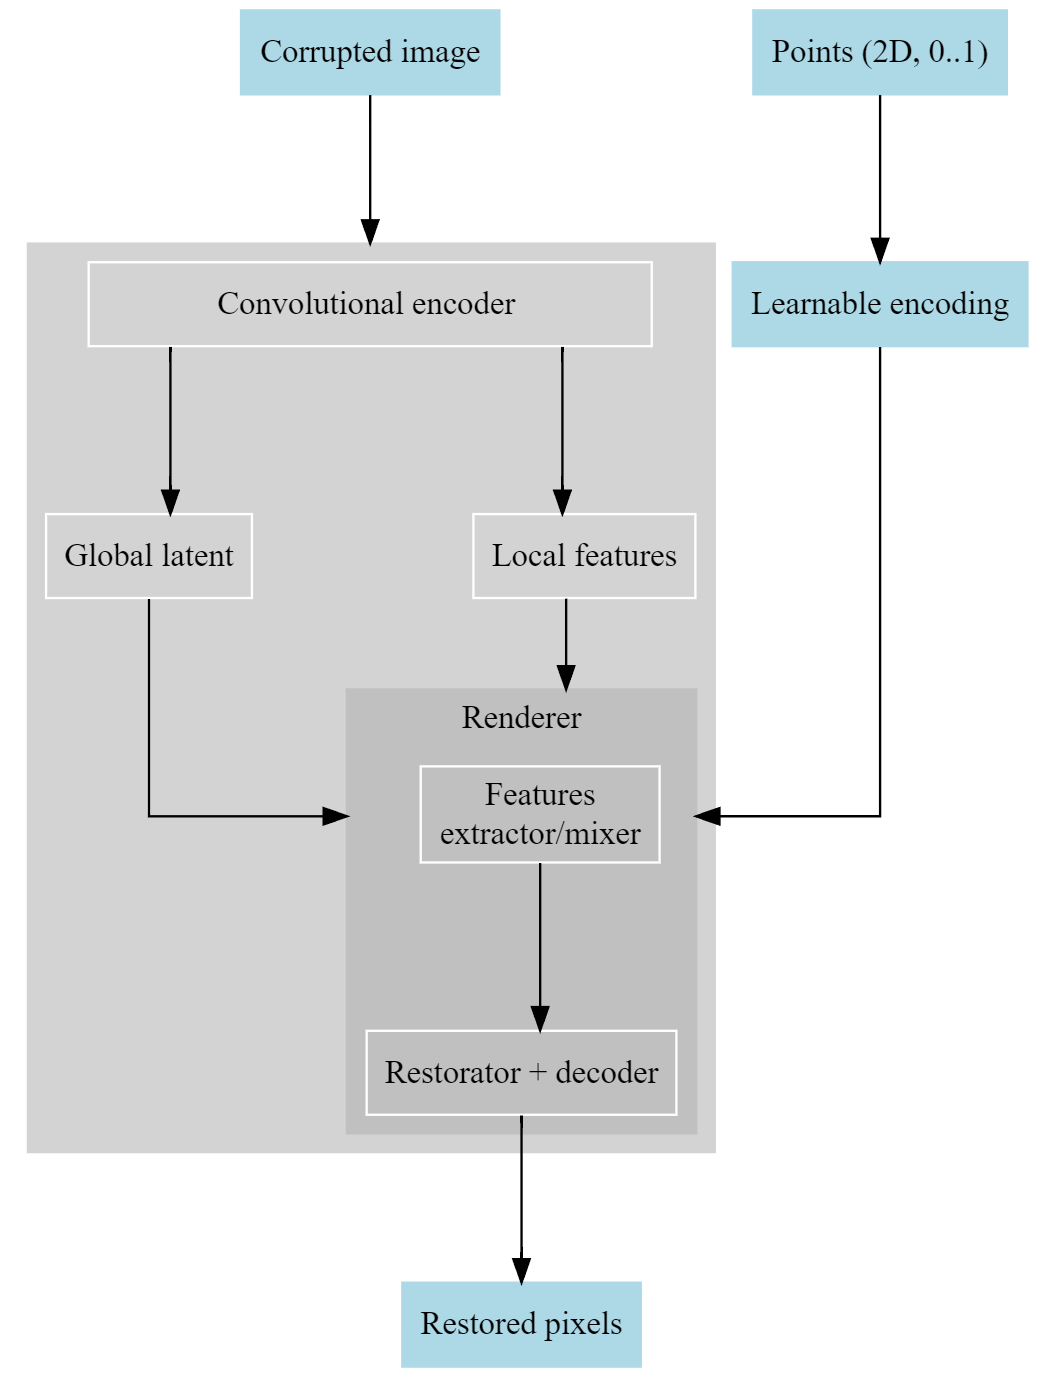 Corrupted image
Points (2D, 0..1)
Convolutional encoder
Learnable encoding
Global latent
Local features
Renderer
Features
extractor/mixer
Restorator + decoder
Restored pixels